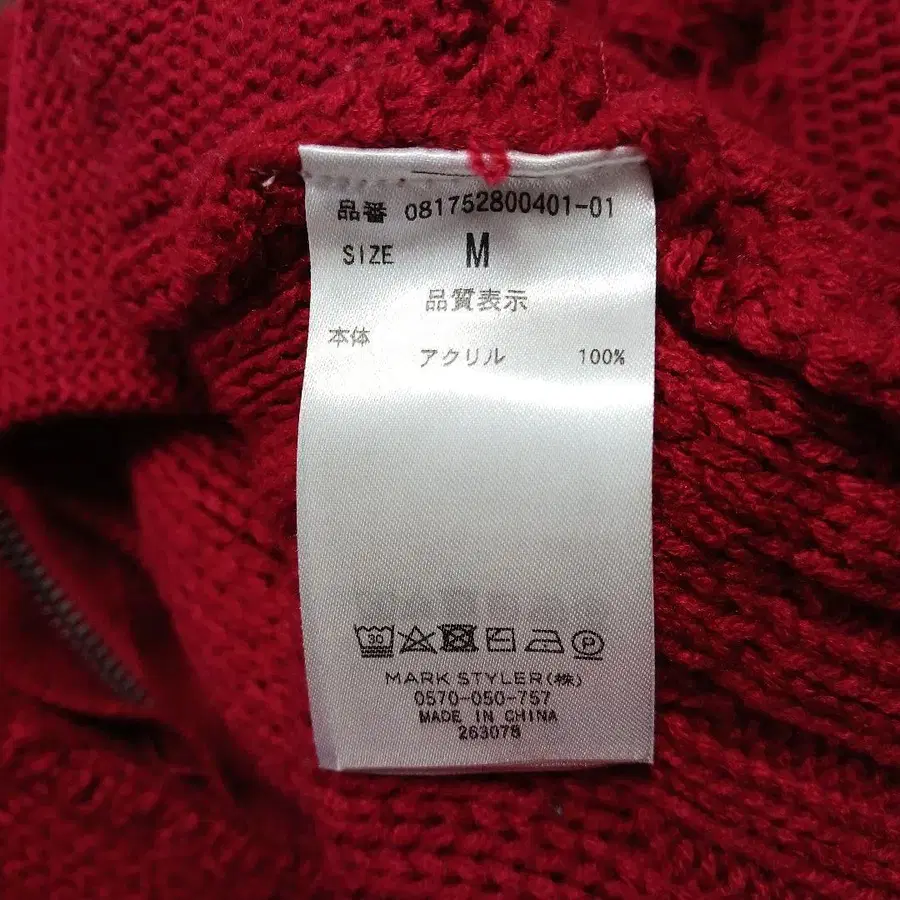 品番 081752800401-01
SIZE M
品質表示
本体
アクリル 100%
30 P
MARK STYLER(株)
0570-050-757
MADE IN CHINA
263078